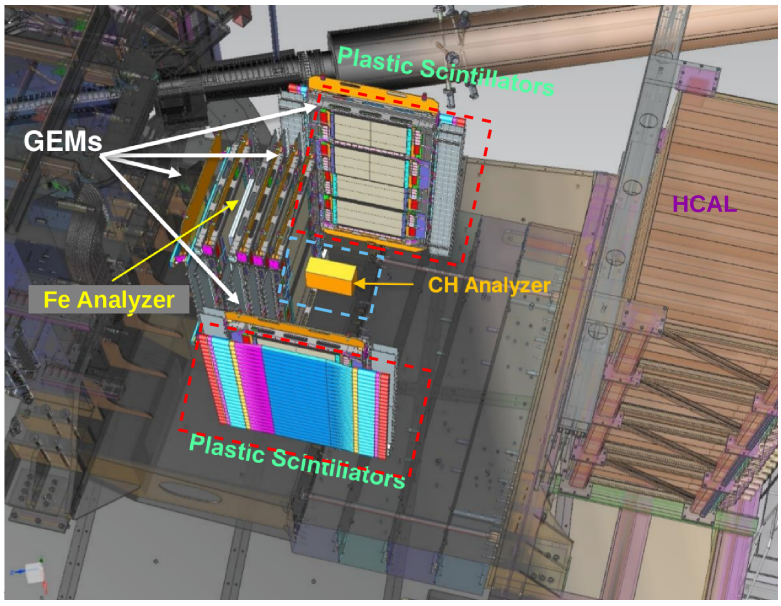 Plastic Scintillators
GEMs
HCAL
Fe Analyzer
CH Analyzer
Plastic Scintillators